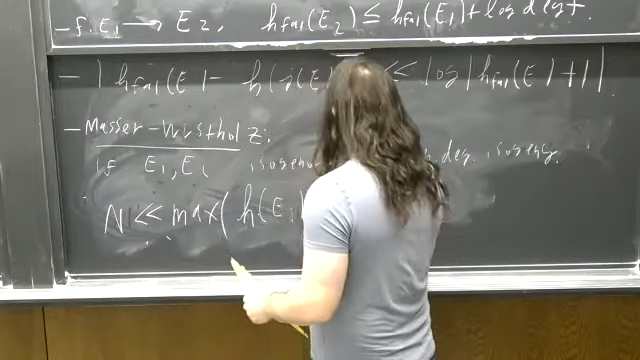 - f: E₁ → E₂, h_fal(E₂) ≤ h_fal(E₁) + log deg f.
- | h_fal(E) - h(j(E) << log | h_fal(E) + 1 |
- Masser-Wüstholz:
if E₁, E₂ deg. isogeny.
N << max( h(E₁)